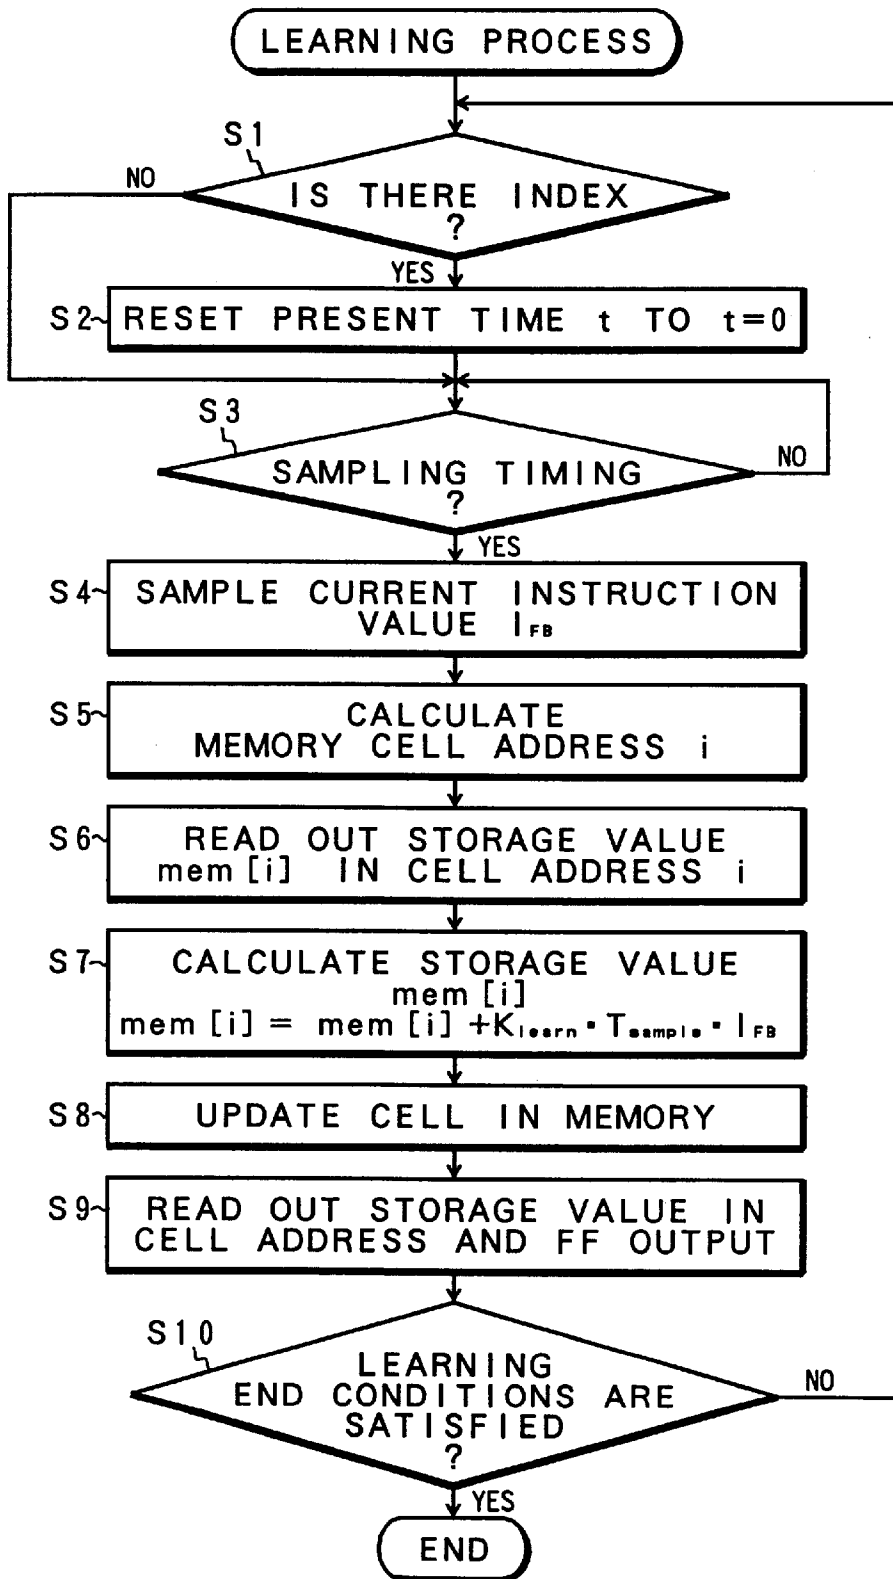 LEARNING PROCESS
S1
NO
IS THERE INDEX
?
YES
S2
RESET PRESENT TIME t TO t=0
S3
SAMPLING TIMING
?
NO
YES
S4
SAMPLE CURRENT INSTRUCTION
VALUE IFB
S5
CALCULATE
MEMORY CELL ADDRESS i
S6
READ OUT STORAGE VALUE
mem[i] IN CELL ADDRESS i
S7
CALCULATE STORAGE VALUE
mem[i]
mem[i] = mem[i] +Klearn·Tsample·IFB
S8
UPDATE CELL IN MEMORY
S9
READ OUT STORAGE VALUE IN
CELL ADDRESS AND FF OUTPUT
S10
LEARNING
END CONDITIONS ARE
SATISFIED
?
NO
YES
END